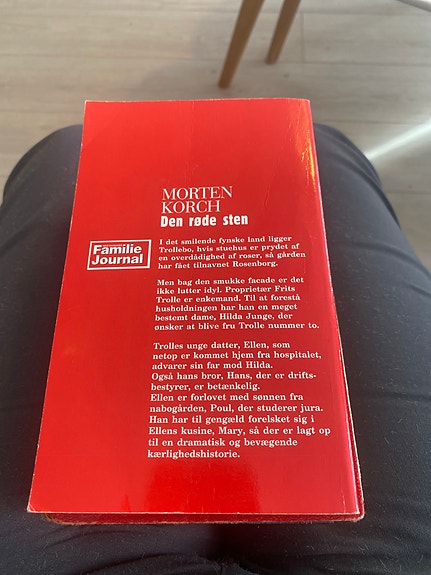 MORTEN
KORCH
Den røde sten
Familie
Journal
I det smilende fynske land ligger
Trollebo, hvis stuehus er prydet af
en overdådighed af roser, så gården
har fået tilnavnet Rosenborg.
Men bag den smukke facade er det
ikke lutter idyl. Proprietær Frits
Trolle er enkemand. Til at forestå
husholdningen har han en meget
bestemt dame, Hilda Junge, der
ønsker at blive fru Trolle nummer to.
Trolles unge datter, Ellen, som
netop er kommet hjem fra hospitalet,
advarer sin far mod Hilda.
Også hans bror, Hans, der er drifts-
bestyrer, er betænkelig.
Ellen er forlovet med sønnen fra
nabogården, Poul, der studerer jura.
Han har til gengæld forelsket sig i
Ellens kusine, Mary, så der er lagt op
til en dramatisk og bevægende
kærlighedshistorie.